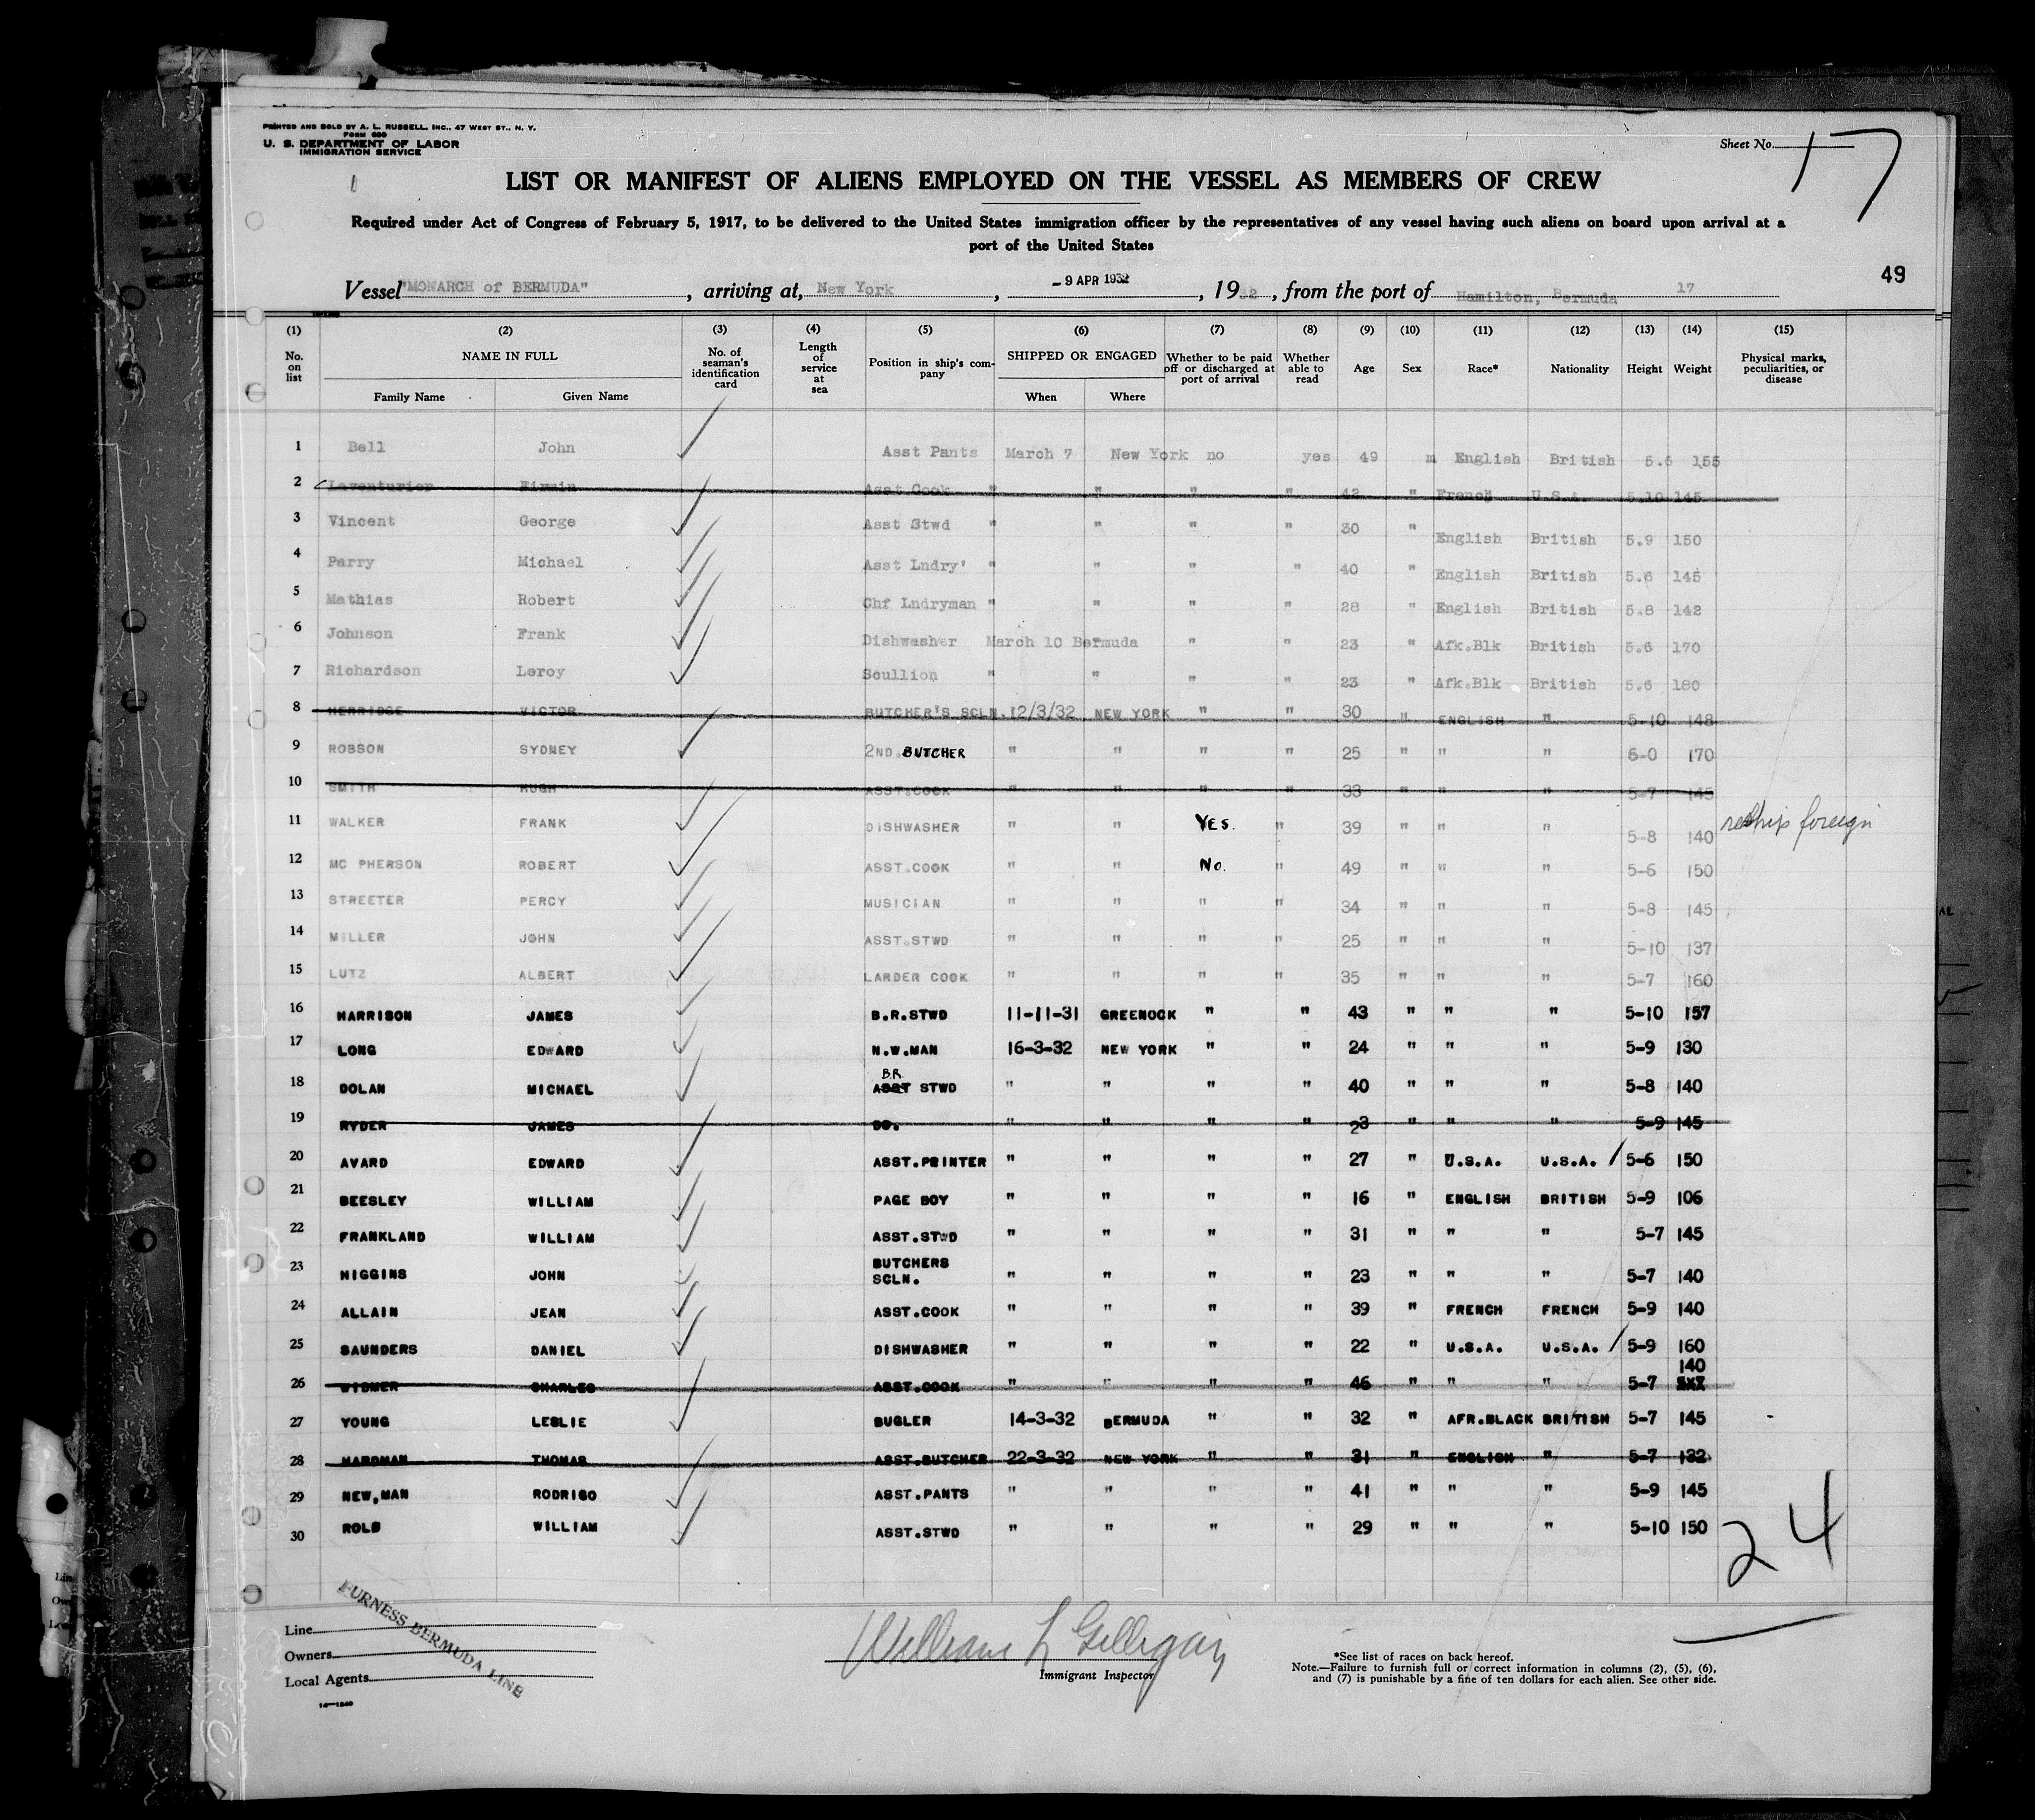 PRINTED AND SOLD BY A. L. RUSSELL, INC., 47 WEST ST., N. Y.
FORM 680
U. S. DEPARTMENT OF LABOR
IMMIGRATION SERVICE
Sheet No. 17
LIST OR MANIFEST OF ALIENS EMPLOYED ON THE VESSEL AS MEMBERS OF CREW
Required under Act of Congress of February 5, 1917, to be delivered to the United States immigration officer by the representatives of any vessel having such aliens on board upon arrival at a
port of the United States
49
Vessel "MONARCH of BERMUDA", arriving at, New York, -9 APR 1932, 1932, from the port of Hamilton, Bermuda 17
(1) (2) (3) (4) (5) (6) (7) (8) (9) (10) (11) (12) (13) (14) (15)
No. on list NAME IN FULL Family Name Given Name No. of seaman's identification card Length of service at sea Position in ship's company SHIPPED OR ENGAGED When Where Whether to be paid off or discharged at port of arrival Whether able to read Age Sex Race* Nationality Height Weight Physical marks, peculiarities, or disease
1 Bell John Asst Pants March 7 New York no yes 49 m English British 5.6 155
2 Laventurier Firmin Asst Cook " " " " 42 " French U.S.A. 5.10 145
3 Vincent George Asst Stwd " " " " 30 " English British 5.9 150
4 Parry Michael Asst Lndry' " " " " 40 " English British 5.6 145
5 Mathias Robert Chf Lndryman " " " " 28 " English British 5.8 142
6 Johnson Frank Dishwasher March 10 Bermuda " " 23 " Afk.Blk British 5.6 170
7 Richardson Leroy Scullion " " " " 23 " Afk.Blk British 5.6 180
8 HERRIDGE VICTOR BUTCHER'S SCLN. 12/3/32 NEW YORK " " 30 " ENGLISH " 5-10 148
9 ROBSON SYDNEY 2ND. BUTCHER " " " " 25 " " " 6-0 170
10 SMITH HUGH ASST.COOK " " " " 33 " " " 5-7 145
11 WALKER FRANK DISHWASHER " " YES. " 39 " " " 5-8 140 reship foreign
12 MC PHERSON ROBERT ASST.COOK " " No. " 49 " " " 5-6 150
13 STREETER PERCY MUSICIAN " " " " 34 " " " 5-8 145
14 MILLER JOHN ASST.STWD " " " " 25 " " " 5-10 137
15 LUTZ ALBERT LARDER COOK " " " " 35 " " " 5-7 160
16 HARRISON JAMES B.R.STWD 11-11-31 GREENOCK " " 43 " " " 5-10 157
17 LONG EDWARD N.W.MAN 16-3-32 NEW YORK " " 24 " " " 5-9 130
B.R.
18 DOLAN MICHAEL ASST STWD " " " " 40 " " " 5-8 140
19 RYDER JAMES DO. " " " " 23 " " " 5-9 145
20 AVARD EDWARD ASST.PRINTER " " " " 27 " U.S.A. U.S.A. 5-6 150
21 BEESLEY WILLIAM PAGE BOY " " " " 16 " ENGLISH BRITISH 5-9 106
22 FRANKLAND WILLIAM ASST.STWD " " " " 31 " " " 5-7 145
23 HIGGINS JOHN BUTCHERS SCLN. " " " " 23 " " " 5-7 140
24 ALLAIN JEAN ASST.COOK " " " " 39 " FRENCH FRENCH 5-9 140
25 SAUNDERS DANIEL DISHWASHER " " " " 22 " U.S.A. U.S.A. 5-9 160
26 WIDMER CHARLES ASST.COOK " " " " 46 " " " 5-7 140
27 YOUNG LESLIE BUGLER 14-3-32 BERMUDA " " 32 " AFR.BLACK BRITISH 5-7 145
28 HARDMAN THOMAS ASST.BUTCHER 22-3-32 NEW YORK " " 31 " ENGLISH " 5-7 132
29 NEW,MAN RODRIGO ASST.PANTS " " " " 41 " " " 5-9 145
30 ROLS WILLIAM ASST.STWD " " " " 29 " " " 5-10 150
24
Line
Owners
Local Agents
FURNESS BERMUDA LINE
William L Gilligan
Immigrant Inspector
*See list of races on back hereof.
Note.—Failure to furnish full or correct information in columns (2), (5), (6),
and (7) is punishable by a fine of ten dollars for each alien. See other side.
14—1240